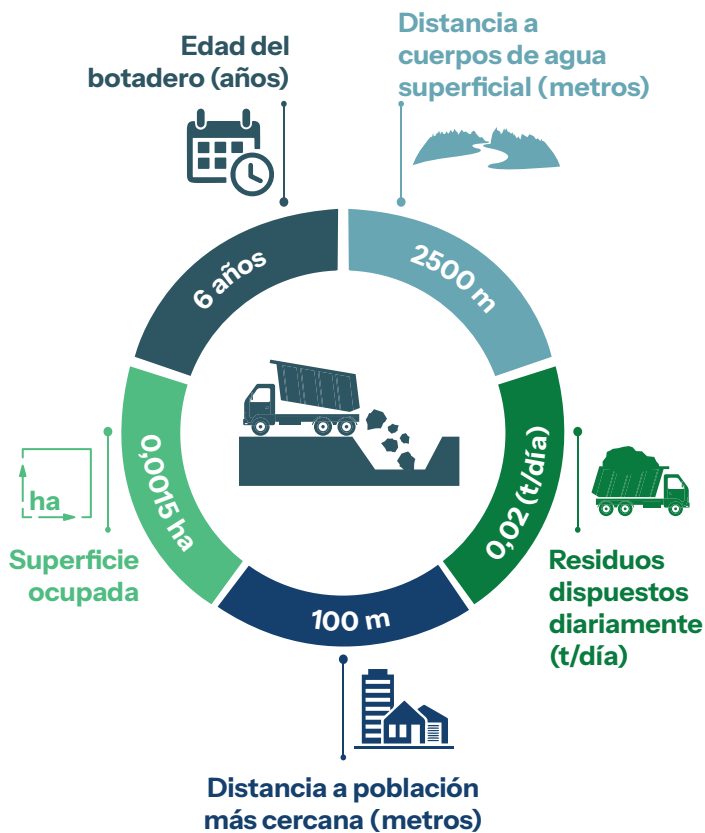 Edad del
botadero (años)
Distancia a
cuerpos de agua
superficial (metros)
6 años
2500 m
0,0015 ha
0,02 (t/día)
100 m
ha
Superficie
ocupada
Residuos
dispuestos
diariamente
(t/día)
Distancia a población
más cercana (metros)